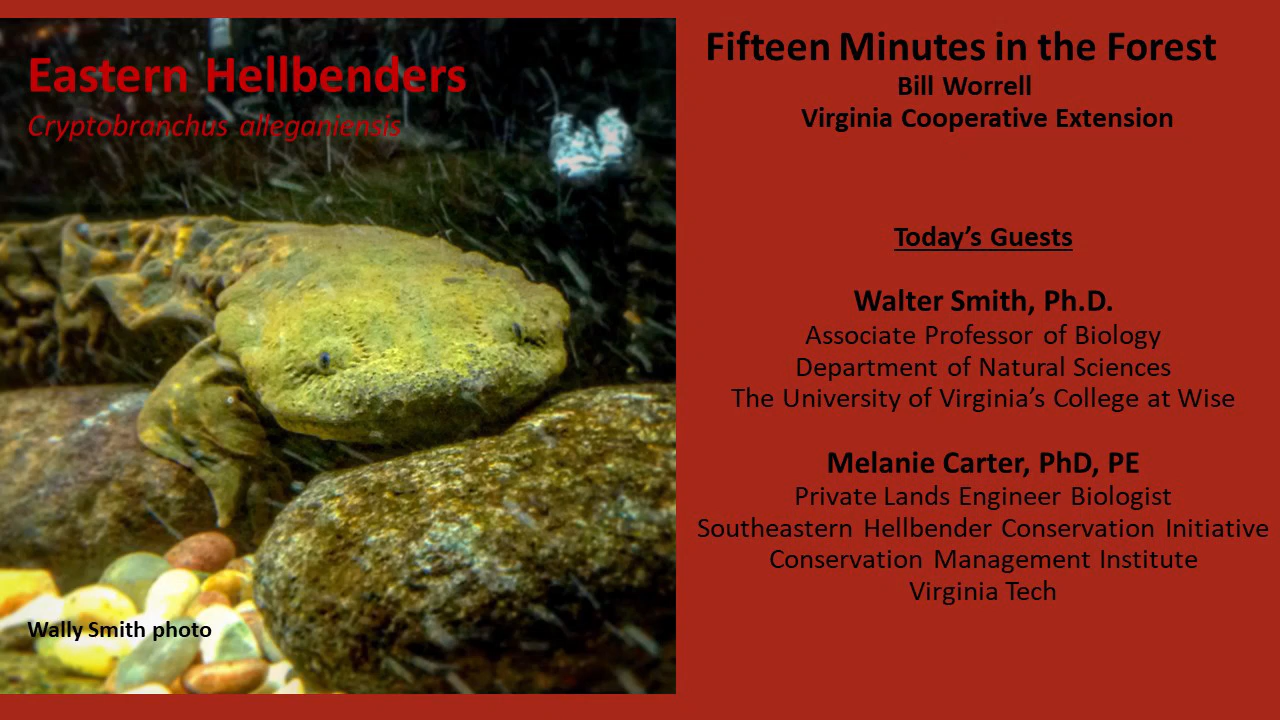 Eastern Hellbenders
Cryptobranchus alleganiensis
Wally Smith photo
Fifteen Minutes in the Forest
Bill Worrell
Virginia Cooperative Extension
Today's Guests
Walter Smith, Ph.D.
Associate Professor of Biology
Department of Natural Sciences
The University of Virginia's College at Wise
Melanie Carter, PhD, PE
Private Lands Engineer Biologist
Southeastern Hellbender Conservation Initiative
Conservation Management Institute
Virginia Tech